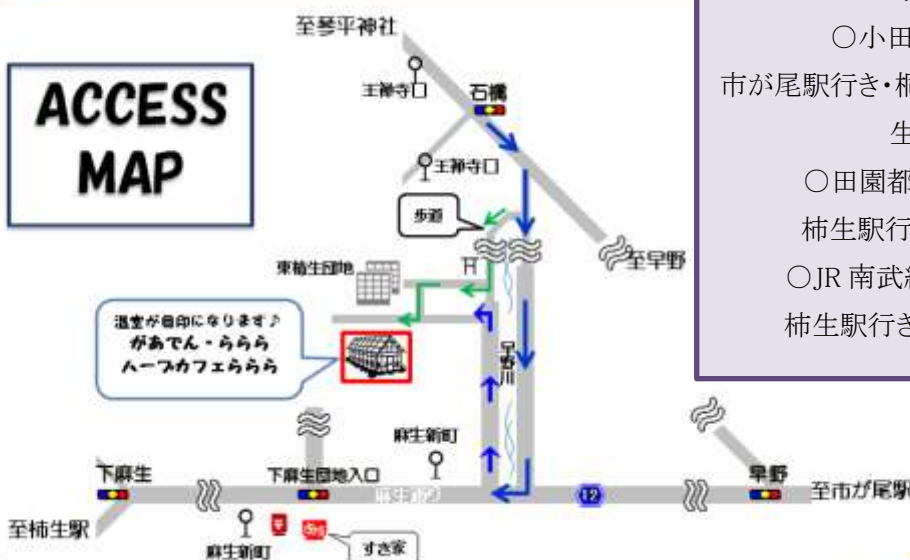 至琴平神社
ACCESS
MAP
王禅寺口
石橋
王禅寺口
歩道
至早野
東柿生団地
温室が目印になります♪
があでん・ららら
ハーブカフェららら
早野川
麻生新町
下麻生
下麻生団地入口
麻生通り
12
早野
至市が尾駅
至柿生駅
麻生新町
すき家
○小田
市が尾駅行き・
生
○田園都
柿生駅行
○JR 南武
柿生駅行き